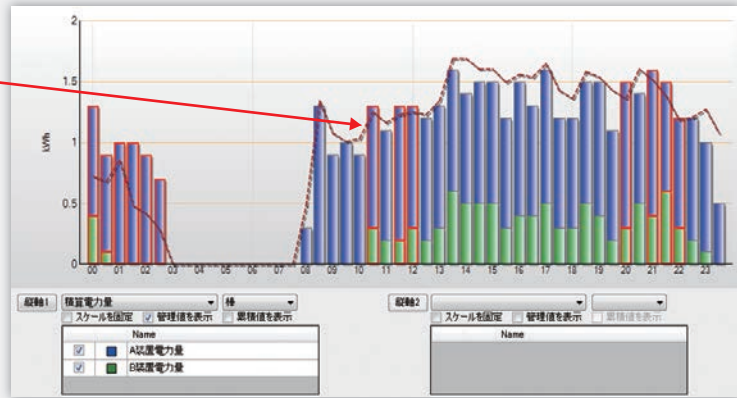 2
1.5
1
0.5
0
kWh
00 01 02 03 04 05 06 07 08 09 10 11 12 13 14 15 16 17 18 19 20 21 22 23
縦軸1 積算電力量 棒 縦軸2
スケールを固定 管理値を表示 累積値を表示 スケールを固定 管理値を表示 累積値を表示
Name Name
A装置電力量
B装置電力量